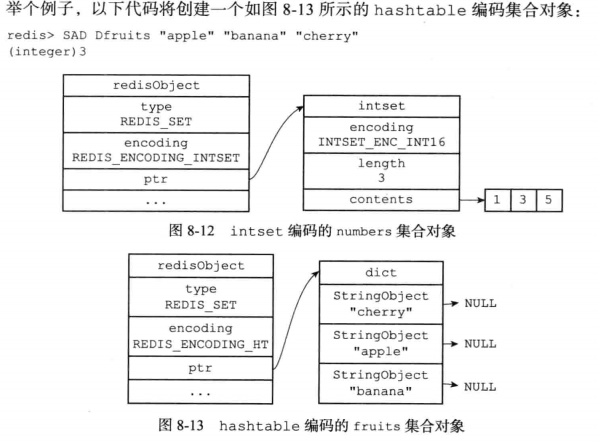 举个例子，以下代码将创建一个如图 8-13 所示的 hashtable 编码集合对象：
redis> SAD Dfruits "apple" "banana" "cherry"
(integer)3
redisObject
type
REDIS_SET
encoding
REDIS_ENCODING_INTSET
ptr
...
intset
encoding
INTSET_ENC_INT16
length
3
contents
1 3 5
图 8-12 intset 编码的 numbers 集合对象
redisObject
type
REDIS_SET
encoding
REDIS_ENCODING_HT
ptr
...
dict
StringObject
"cherry"
NULL
StringObject
"apple"
NULL
StringObject
"banana"
NULL
图 8-13 hashtable 编码的 fruits 集合对象